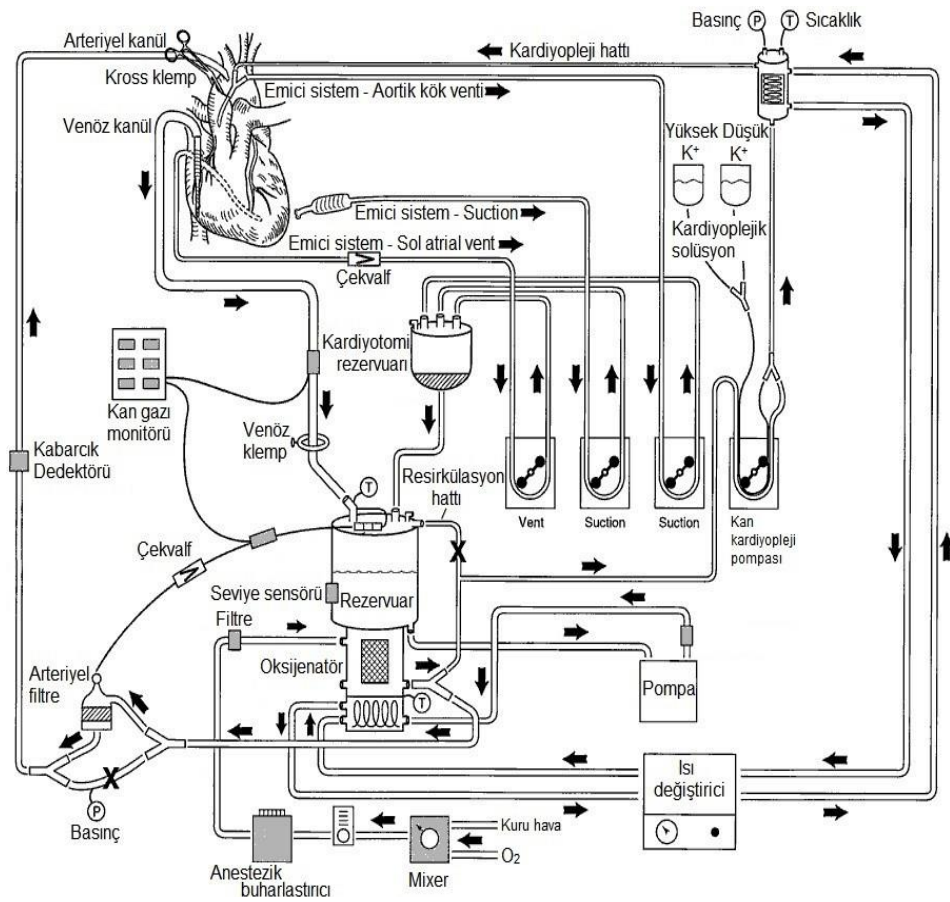 Basınç P T Sıcaklık
Arteriyel kanül
Kross klemp
Kardiyopleji hattı
Emici sistem - Aortik kök venti
Venöz kanül
Yüksek Düşük
K+ K+
Emici sistem - Suction
Kardiyoplejik
solüsyon
Emici sistem - Sol atrial vent
Çekvalf
Kardiyotomi
rezervuarı
Kan gazı
monitörü
Venöz
klemp
Kabarcık
Dedektörü
T
Resirkülasyon
hattı
Vent
Suction
Suction
Kan
kardiyopleji
pompası
Çekvalf
X
Seviye sensörü
Rezervuar
Filtre
Oksijenatör
Arteriyel
filtre
T
Pompa
X
P
Basınç
Isı
değiştirici
Kuru hava
O2
Anestezik
buharlastırıcı
Mixer